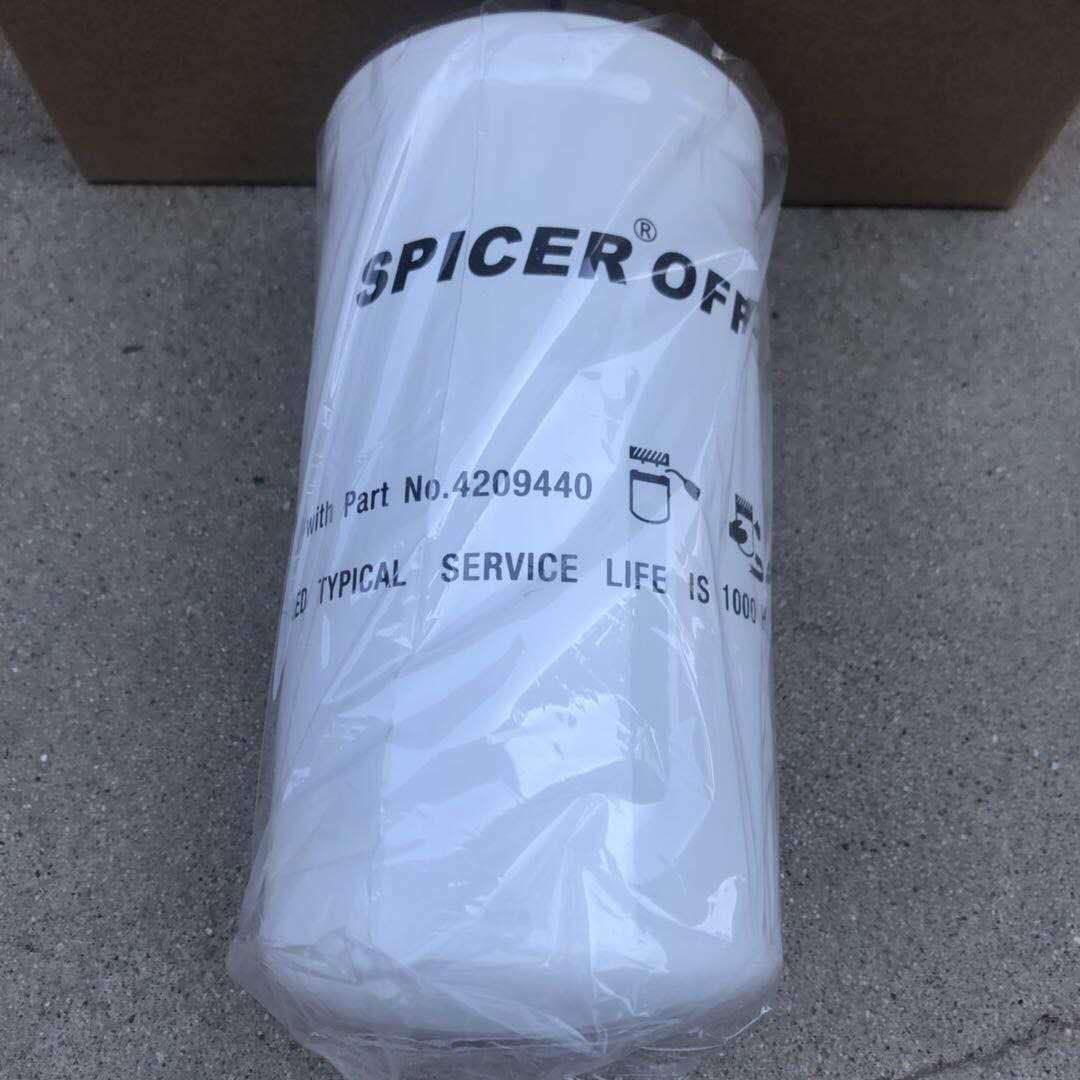 SPICER® OFF-
with Part No.4209440
ED TYPICAL SERVICE LIFE IS 1000